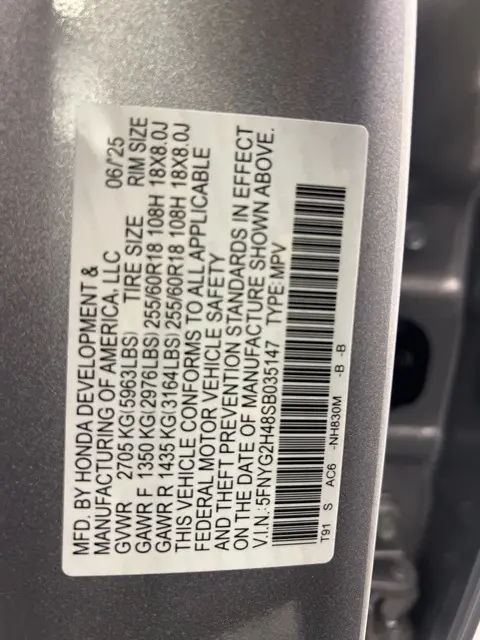 MFD. BY HONDA DEVELOPMENT &
MANUFACTURING OF AMERICA, LLC 06/25
GVWR 2705 KG(5963LBS) TIRE SIZE RIM SIZE
GAWR F 1350 KG(2976LBS) 255/60R18 108H 18X8.0J
GAWR R 1435 KG(3164LBS) 255/60R18 108H 18X8.0J
THIS VEHICLE CONFORMS TO ALL APPLICABLE
FEDERAL MOTOR VEHICLE SAFETY
AND THEFT PREVENTION STANDARDS IN EFFECT
ON THE DATE OF MANUFACTURE SHOWN ABOVE.
V.I.N.:5FNYG2H48SB035147 TYPE:MPV
T91 S AC6 -NH830M -B -B